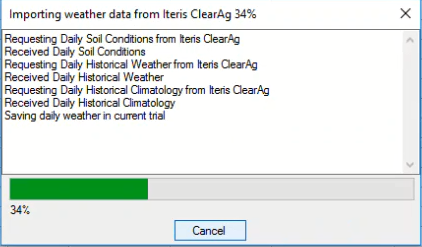 Importing weather data from Iteris ClearAg 34%
Requesting Daily Soil Conditions from Iteris ClearAg
Received Daily Soil Conditions
Requesting Daily Historical Weather from Iteris ClearAg
Received Daily Historical Weather
Requesting Daily Historical Climatology from Iteris ClearAg
Received Daily Historical Climatology
Saving daily weather in current trial
34%
Cancel